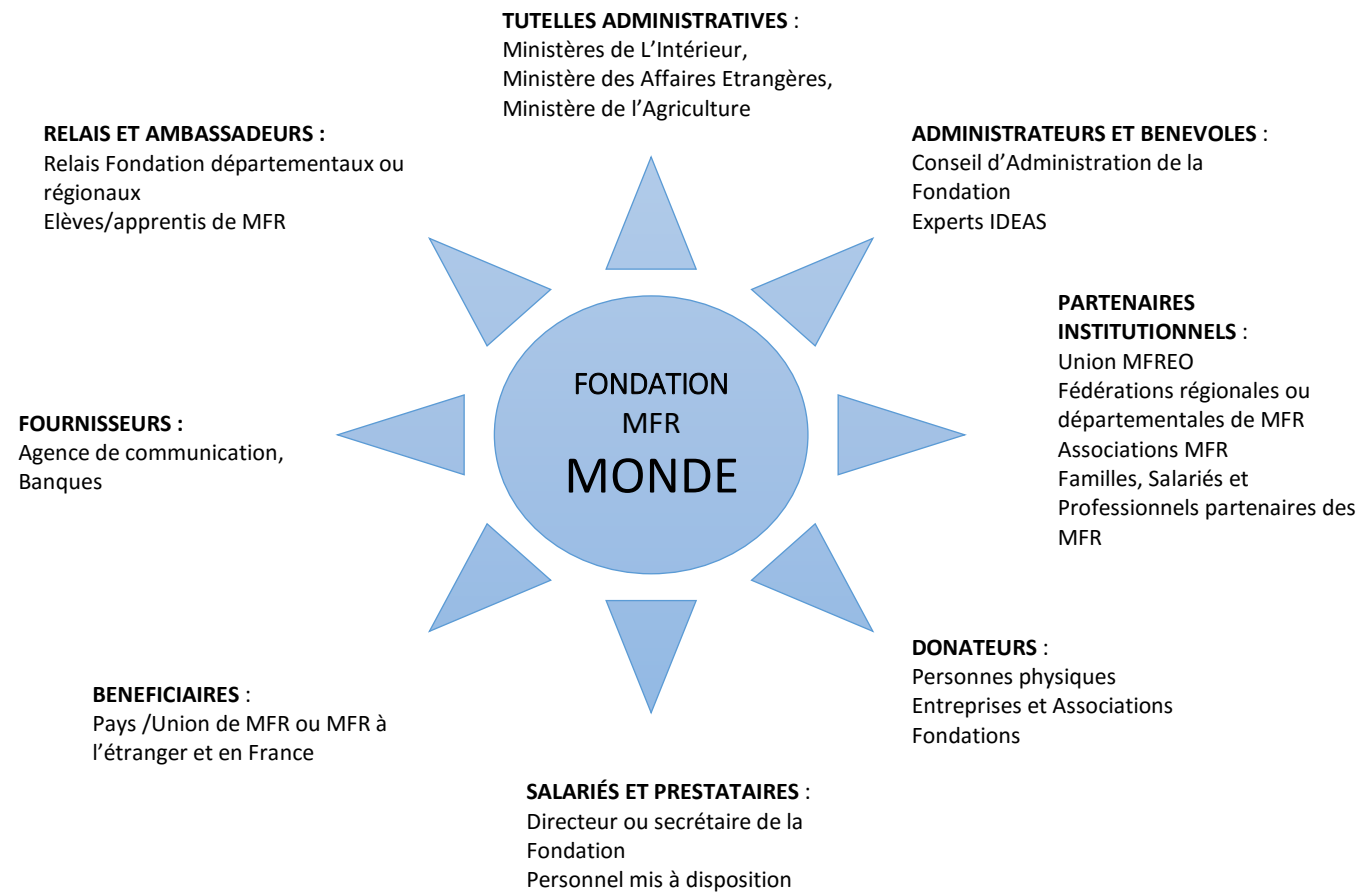 TUTELLES ADMINISTRATIVES :
Ministères de L’Intérieur,
Ministère des Affaires Etrangères,
Ministère de l’Agriculture
RELAIS ET AMBASSADEURS :
Relais Fondation départementaux ou
régionaux
Elèves/apprentis de MFR
ADMINISTRATEURS ET BENEVOLES :
Conseil d’Administration de la
Fondation
Experts IDEAS
PARTENAIRES
INSTITUTIONNELS :
Union MFREO
Fédérations régionales ou
départementales de MFR
Associations MFR
Familles, Salariés et
Professionnels partenaires des
MFR
FONDATION
MFR
MONDE
FOURNISSEURS :
Agence de communication,
Banques
DONATEURS :
Personnes physiques
Entreprises et Associations
Fondations
BENEFICIAIRES :
Pays /Union de MFR ou MFR à
l’étranger et en France
SALARIÉS ET PRESTATAIRES :
Directeur ou secrétaire de la
Fondation
Personnel mis à disposition